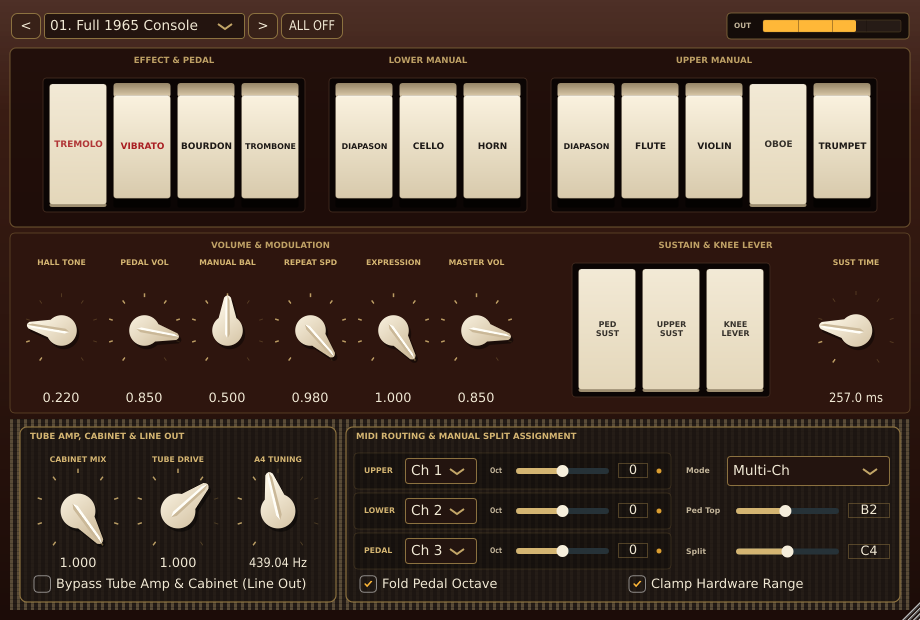 < 01. Full 1965 Console > ALL OFF OUT
EFFECT & PEDAL LOWER MANUAL UPPER MANUAL
TREMOLO VIBRATO BOURDON TROMBONE DIAPASON CELLO HORN DIAPASON FLUTE VIOLIN OBOE TRUMPET
VOLUME & MODULATION SUSTAIN & KNEE LEVER
HALL TONE PEDAL VOL MANUAL BAL REPEAT SPD EXPRESSION MASTER VOL SUST TIME
PED
SUST
UPPER
SUST
KNEE
LEVER
0.220 0.850 0.500 0.980 1.000 0.850 257.0 ms
TUBE AMP, CABINET & LINE OUT
CABINET MIX TUBE DRIVE A4 TUNING
1.000 1.000 439.04 Hz
Bypass Tube Amp & Cabinet (Line Out)
MIDI ROUTING & MANUAL SPLIT ASSIGNMENT
UPPER Ch 1 Oct 0 Mode Multi-Ch
LOWER Ch 2 Oct 0 Ped Top B2
PEDAL Ch 3 Oct 0 Split C4
Fold Pedal Octave Clamp Hardware Range